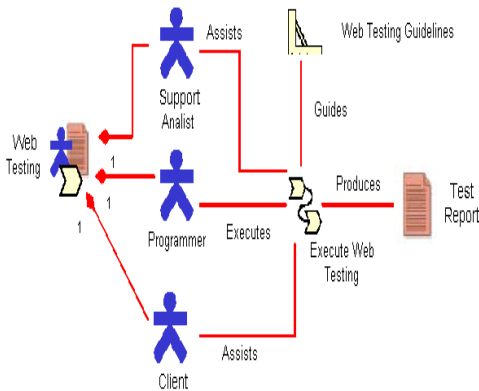 Assists
Web Testing Guidelines
Support
Analist
Guides
Web
Testing
1
Produces
Test
Report
1
1
Programmer
Executes
Execute Web
Testing
Assists
Client